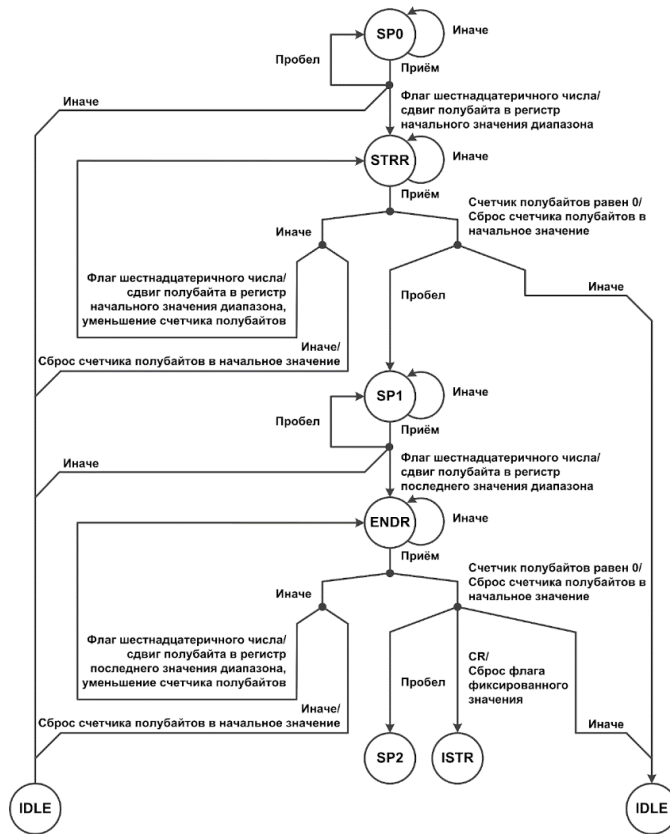 SP0
Иначе
Пробел
Приём
Иначе
Флаг шестнадцатеричного числа/
сдвиг полубайта в регистр
начального значения диапазона
STRR
Иначе
Приём
Счетчик полубайтов равен 0/
Сброс счетчика полубайтов в
начальное значение
Иначе
Флаг шестнадцатеричного числа/
сдвиг полубайта в регистр
начального значения диапазона,
уменьшение счетчика полубайтов
Пробел
Иначе
Иначе/
Сброс счетчика полубайтов в начальное значение
SP1
Иначе
Пробел
Приём
Иначе
Флаг шестнадцатеричного числа/
сдвиг полубайта в регистр
последнего значения диапазона
ENDR
Иначе
Приём
Счетчик полубайтов равен 0/
Сброс счетчика полубайтов в
начальное значение
Иначе
Флаг шестнадцатеричного числа/
сдвиг полубайта в регистр
последнего значения диапазона,
уменьшение счетчика полубайтов
Пробел
CR/
Сброс флага
фиксированного
значения
Иначе
Иначе/
Сброс счетчика полубайтов в начальное значение
SP2
ISTR
IDLE
IDLE